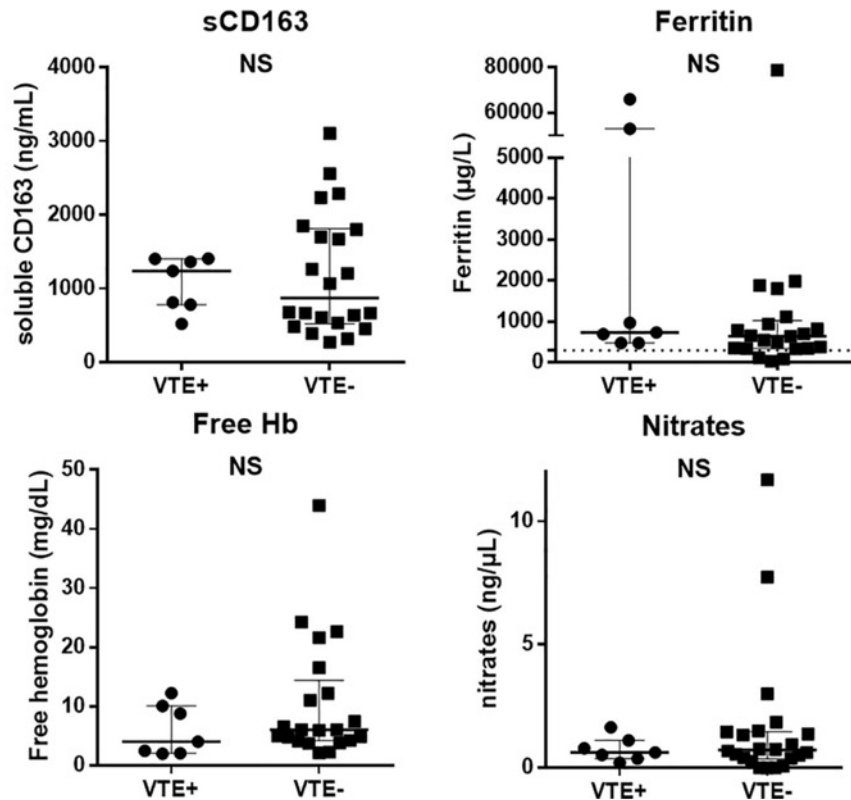 sCD163
NS
soluble CD163 (ng/mL)
4000
3000
2000
1000
0
VTE+ VTE-
Ferritin
NS
Ferritin (µg/L)
80000
60000
5000
4000
3000
2000
1000
0
VTE+ VTE-
Free Hb
NS
Free hemoglobin (mg/dL)
50
40
30
20
10
0
VTE+ VTE-
Nitrates
NS
nitrates (ng/µL)
10
5
0
VTE+ VTE-